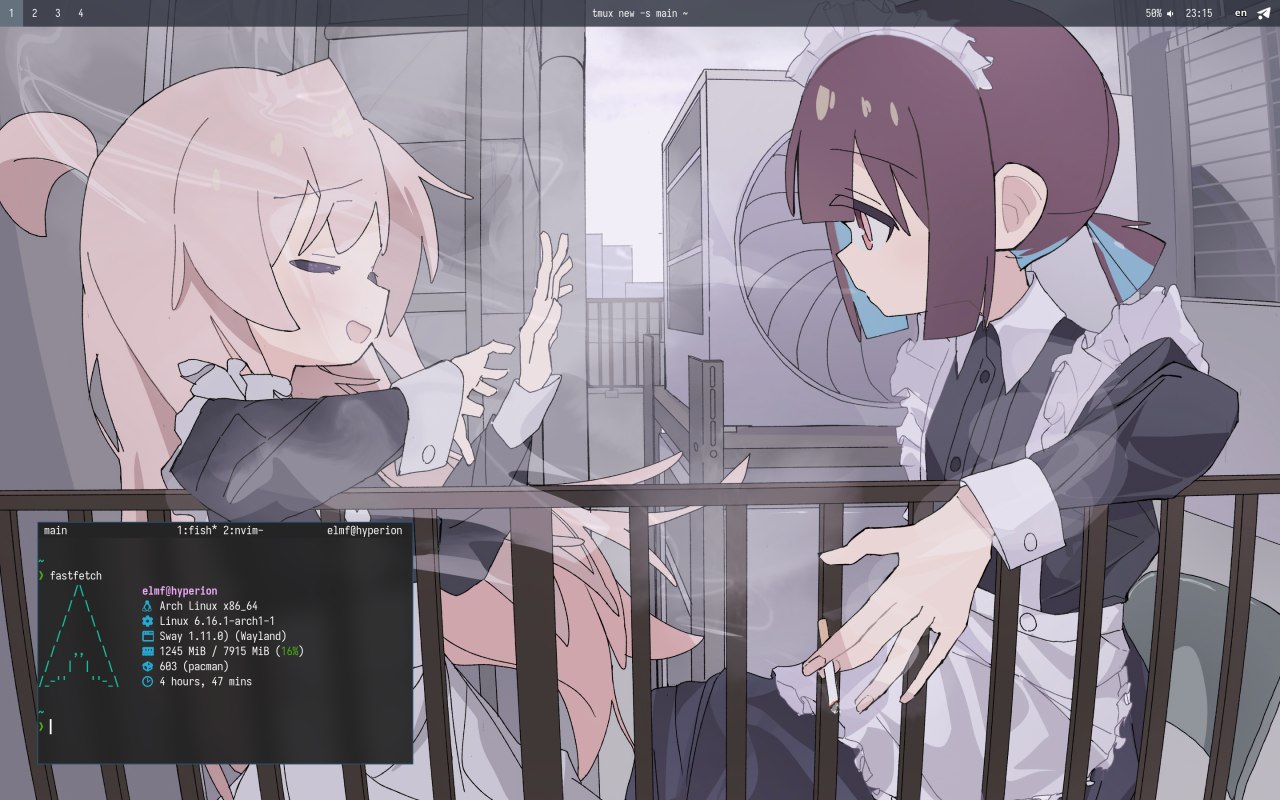 1 2 3 4 tmux new -s main ~ 50% 23:15 en
main 1:fish* 2:nvim- elmf@hyperion
~
❯ fastfetch
elmf@hyperion
Arch Linux x86_64
Linux 6.16.1-arch1-1
Sway 1.11.0) (Wayland)
1245 MiB / 7915 MiB (16%)
603 (pacman)
4 hours, 47 mins
~
❯